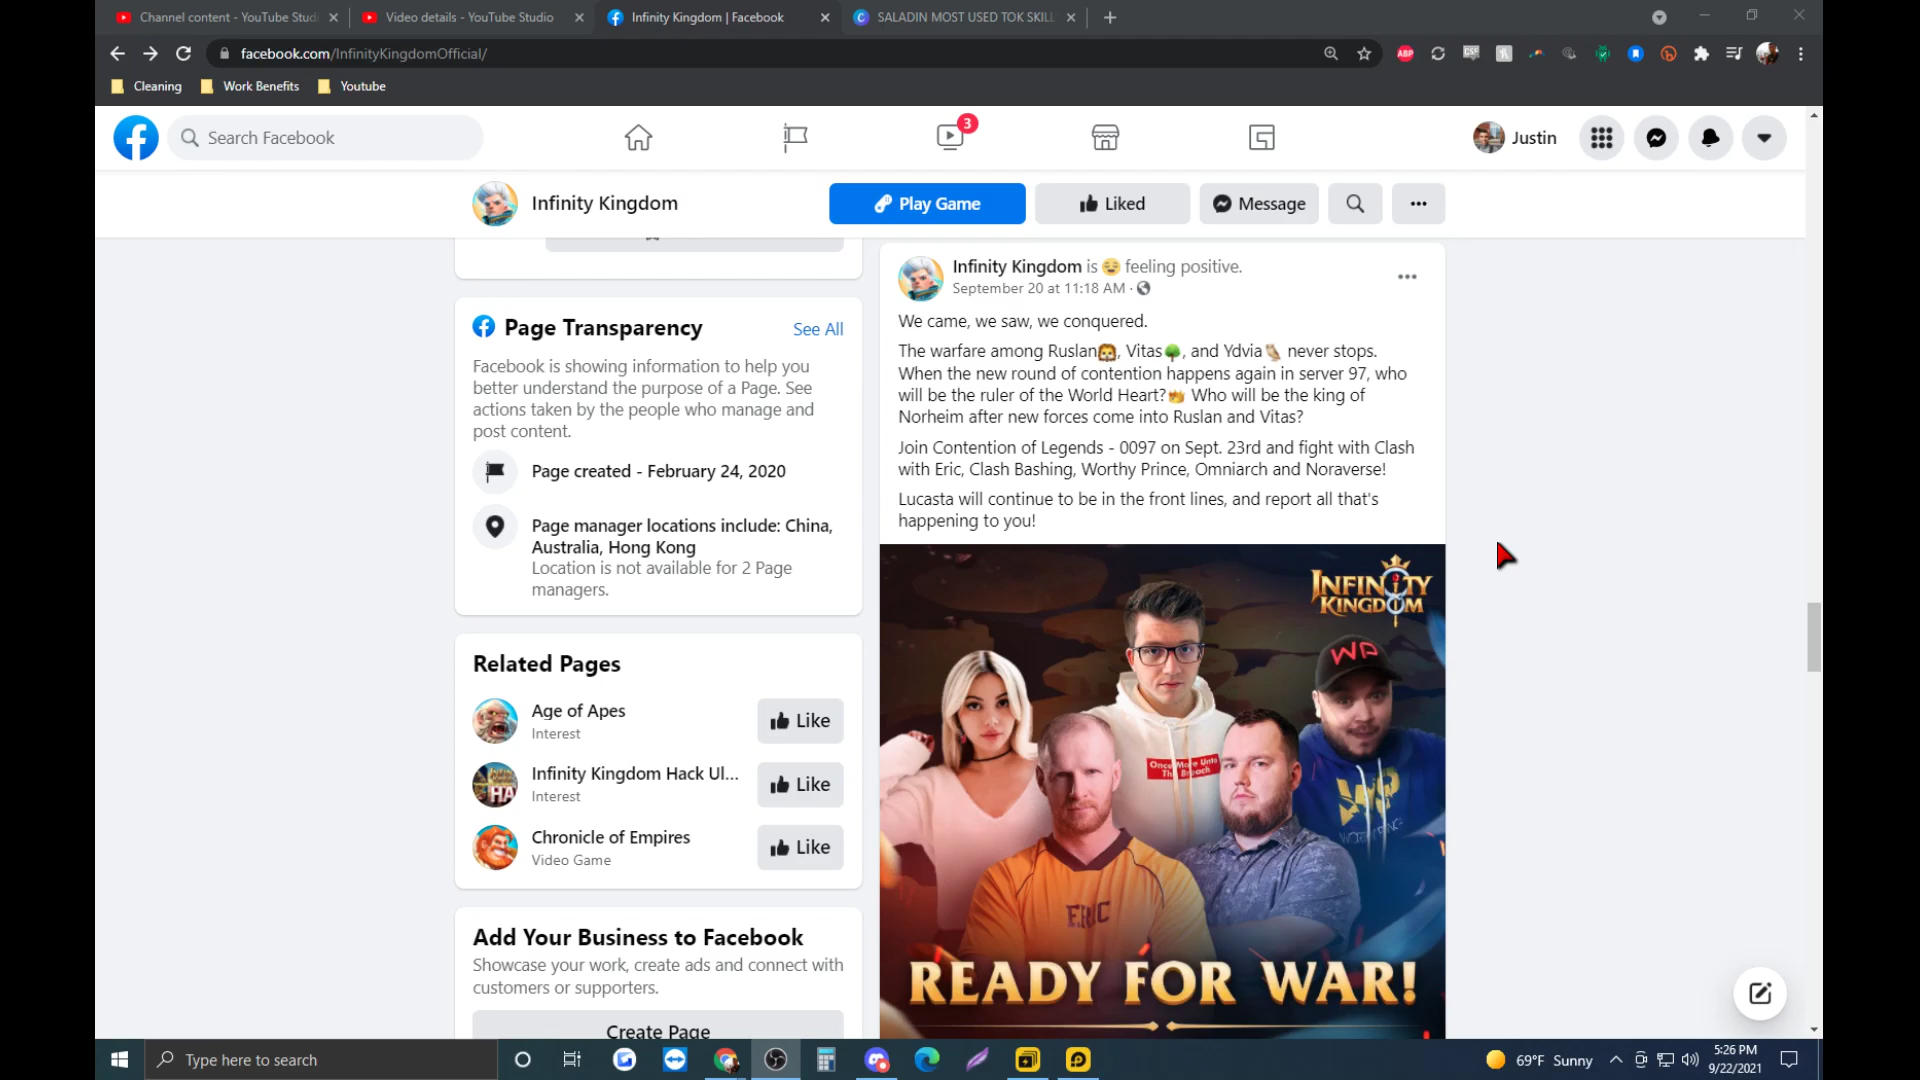 Channel content - YouTube Studi
Video details - YouTube Studio
Infinity Kingdom | Facebook
SALADIN MOST USED TOK SKILL
facebook.com/InfinityKingdomOfficial/
ABP
Cleaning
Work Benefits
Youtube
Search Facebook
3
Justin
Infinity Kingdom
Play Game
Liked
Message
Page Transparency
See All
Facebook is showing information to help you
better understand the purpose of a Page. See
actions taken by the people who manage and
post content.
Page created - February 24, 2020
Page manager locations include: China,
Australia, Hong Kong
Location is not available for 2 Page
managers.
Related Pages
Age of Apes
Interest
Like
Infinity Kingdom Hack Ul...
Interest
Like
Chronicle of Empires
Video Game
Like
Add Your Business to Facebook
Showcase your work, create ads and connect with
customers or supporters.
Create Page
Infinity Kingdom is 😌 feeling positive.
September 20 at 11:18 AM ·
We came, we saw, we conquered.
The warfare among Ruslan🦁, Vitas🌳, and Ydvia🦉 never stops.
When the new round of contention happens again in server 97, who
will be the ruler of the World Heart?👑 Who will be the king of
Norheim after new forces come into Ruslan and Vitas?
Join Contention of Legends - 0097 on Sept. 23rd and fight with Clash
with Eric, Clash Bashing, Worthy Prince, Omniarch and Noraverse!
Lucasta will continue to be in the front lines, and report all that's
happening to you!
INFINITY
KINGDOM
WP
Once More Unto
The Breach
WP
ERIC
READY FOR WAR!
Type here to search
69°F Sunny
5:26 PM
9/22/2021